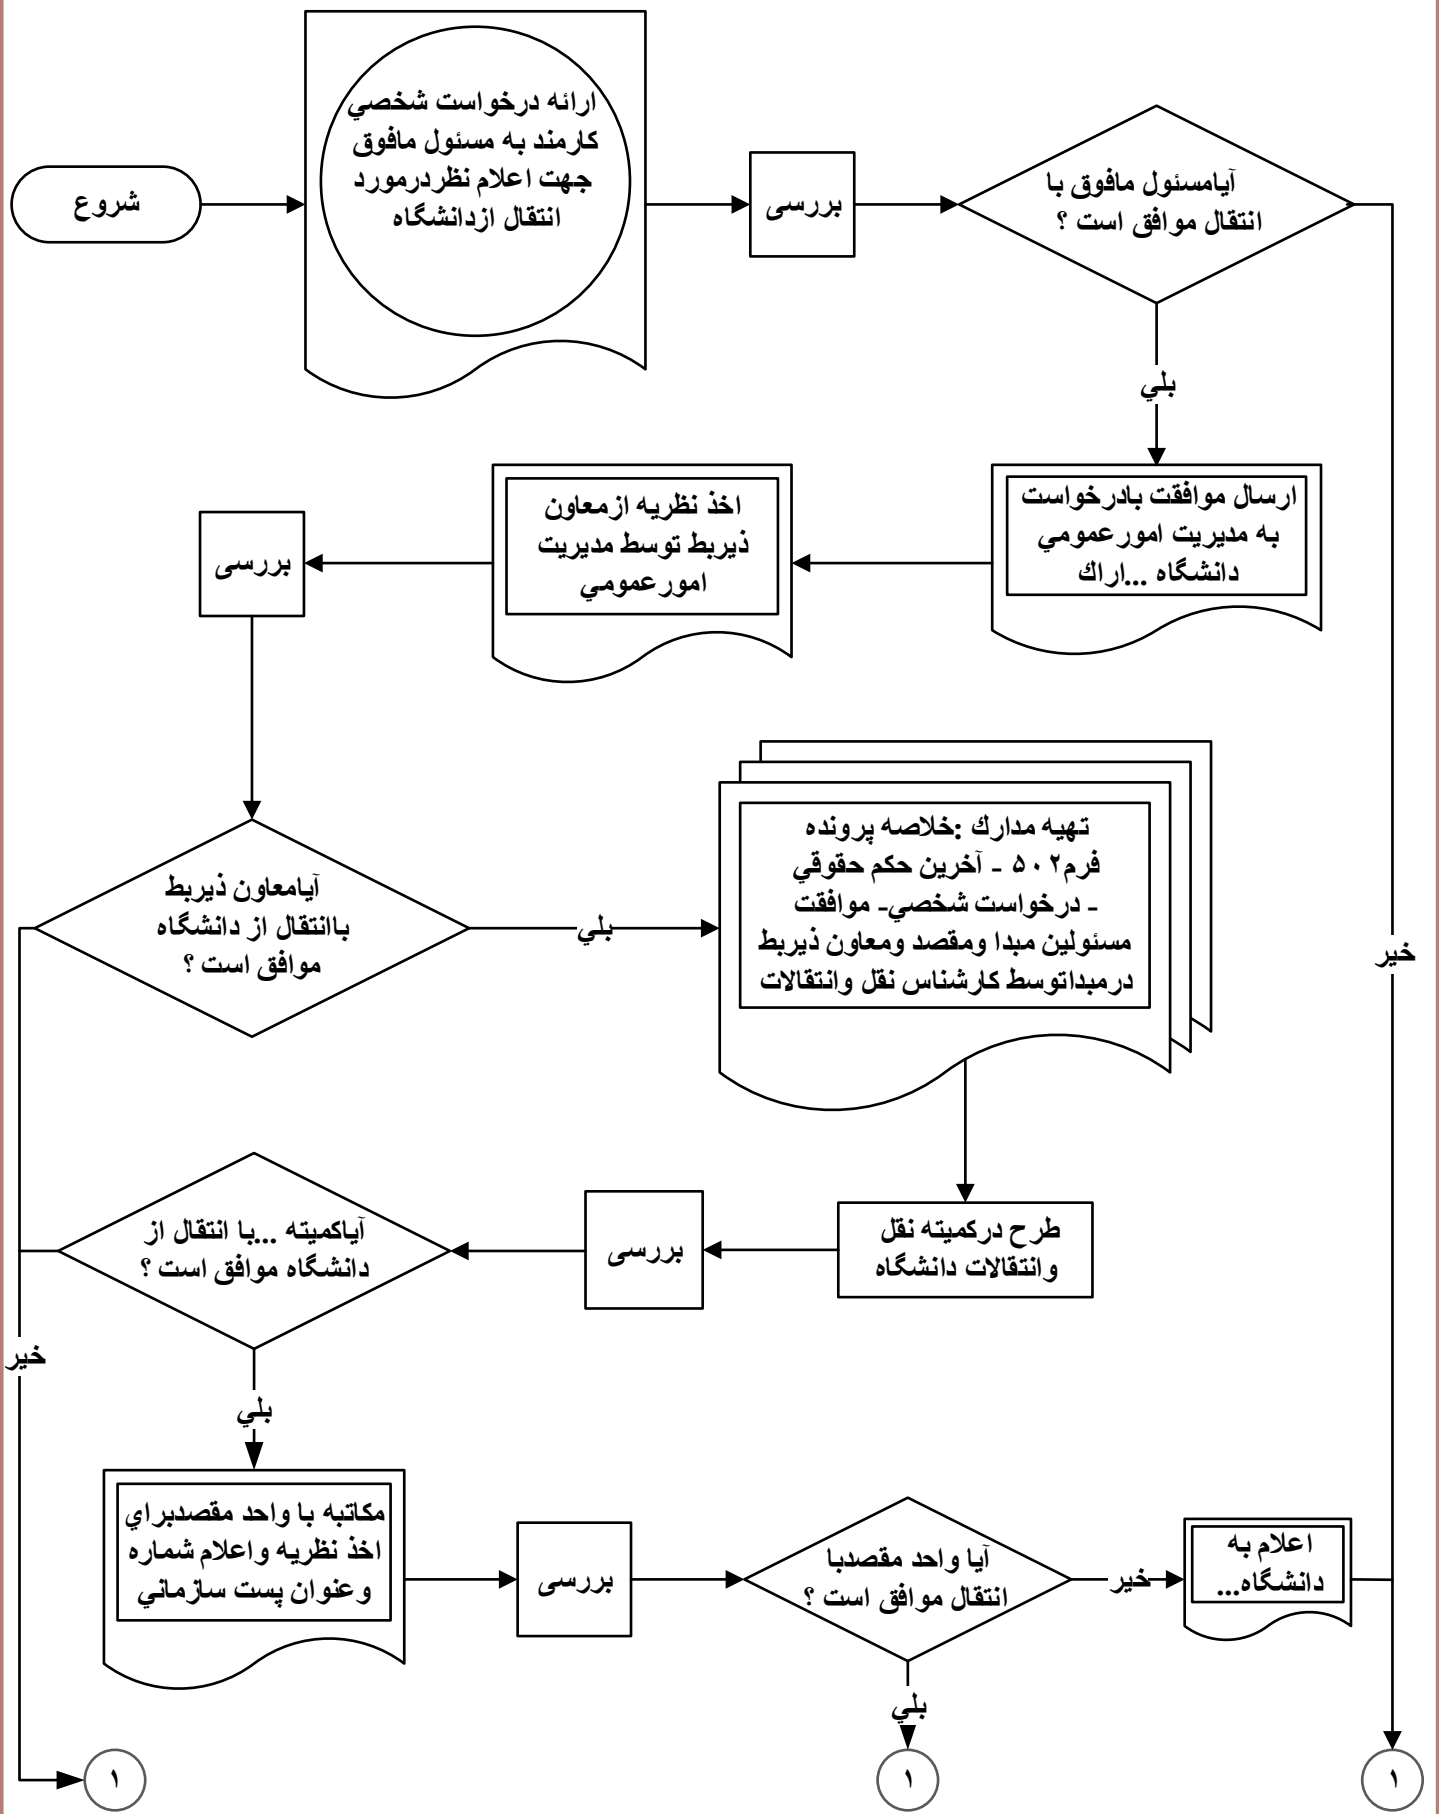 شروع
ارائه درخواست شخصي
كارمند به مسئول مافوق
جهت اعلام نظردرمورد
انتقال ازدانشگاه
بررسی
آيامسئول مافوق با
انتقال موافق است ؟
بلي
خير
ارسال موافقت بادرخواست
به مديريت امورعمومي
دانشگاه ...اراك
اخذ نظريه ازمعاون
ذيربط توسط مديريت
امورعمومي
بررسی
آيامعاون ذيربط
باانتقال از دانشگاه
موافق است ؟
بلي
تهيه مدارك :خلاصه پرونده
فرم۵۰۲ - آخرين حكم حقوقي
- درخواست شخصي- موافقت
مسئولين مبدا ومقصد ومعاون ذيربط
درمبداتوسط كارشناس نقل وانتقالات
طرح دركميته نقل
وانتقالات دانشگاه
بررسی
آياكميته ...با انتقال از
دانشگاه موافق است ؟
خير
بلي
مكاتبه با واحد مقصدبراي
اخذ نظريه واعلام شماره
وعنوان پست سازماني
بررسی
آيا واحد مقصدبا
انتقال موافق است ؟
خير
اعلام به
دانشگاه...
بلي
۱
۱
۱